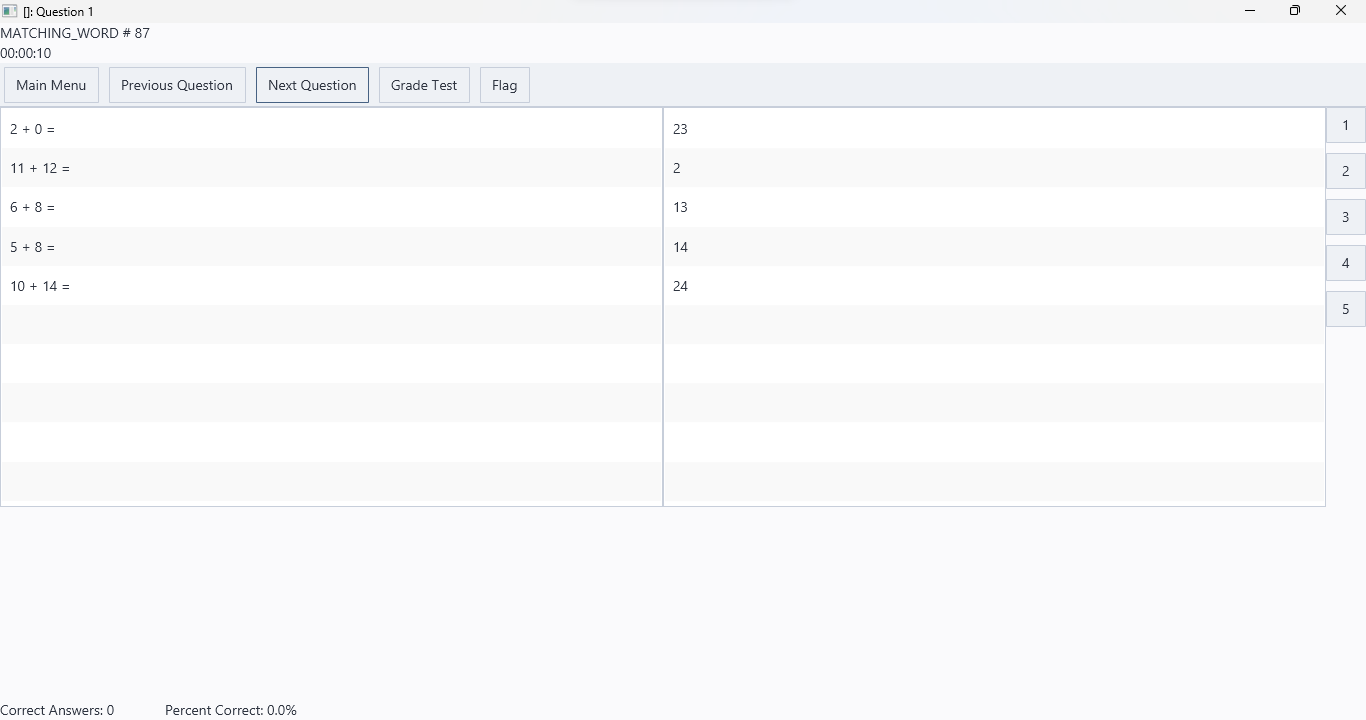 []: Question 1
MATCHING_WORD # 87
00:00:10
Main Menu Previous Question Next Question Grade Test Flag
2 + 0 = 23 1
11 + 12 = 2 2
6 + 8 = 13 3
5 + 8 = 14 4
10 + 14 = 24 5
Correct Answers: 0 Percent Correct: 0.0%